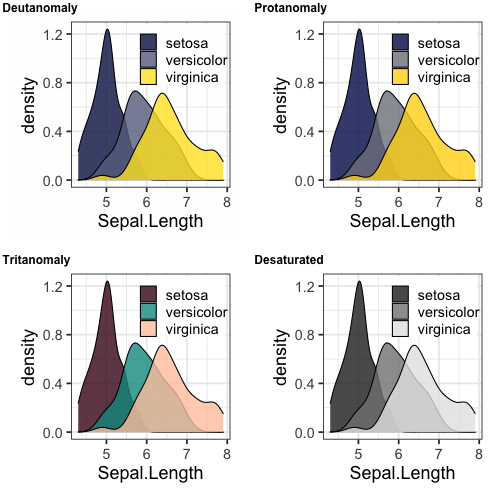 Deutanomaly
1.2
0.8
0.4
0.0
density
setosa
versicolor
virginica
5 6 7 8
Sepal.Length
Protanomaly
1.2
0.8
0.4
0.0
density
setosa
versicolor
virginica
5 6 7 8
Sepal.Length
Tritanomaly
1.2
0.8
0.4
0.0
density
setosa
versicolor
virginica
5 6 7 8
Sepal.Length
Desaturated
1.2
0.8
0.4
0.0
density
setosa
versicolor
virginica
5 6 7 8
Sepal.Length